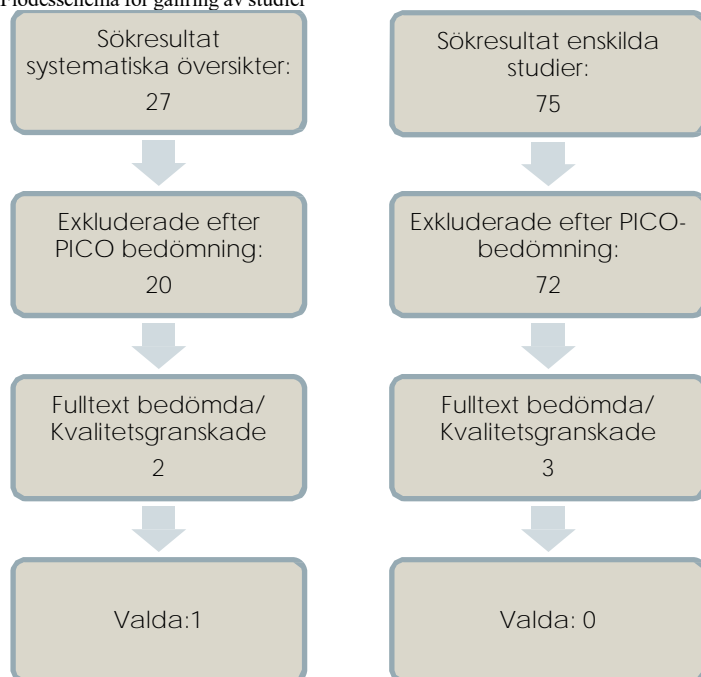 Flödesschema för gallring av studier
Sökresultat
systematiska översikter:
27
Exkluderade efter
PICO bedömning:
20
Fulltext bedömda/
Kvalitetsgranskade
2
Valda:1
Sökresultat enskilda
studier:
75
Exkluderade efter PICO-
bedömning:
72
Fulltext bedömda/
Kvalitetsgranskade
3
Valda: 0